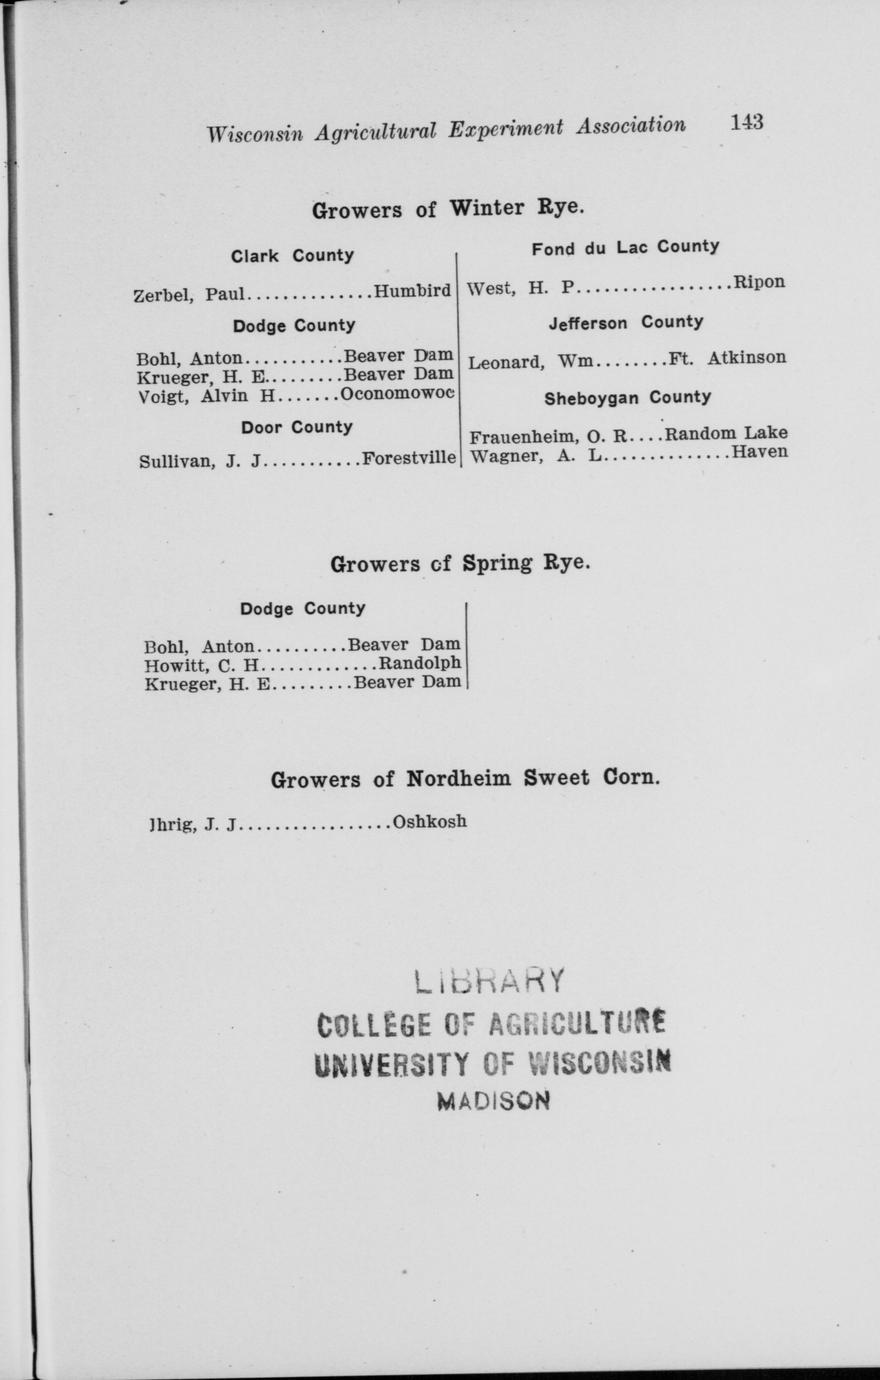 Wisconsin Agricultural Experiment Association 143
Growers of Winter Rye.
Clark County
Zerbel, Paul..............Humbird
Dodge County
Bohl, Anton...........Beaver Dam
Krueger, H. E.........Beaver Dam
Voigt, Alvin H.......Oconomowoc
Door County
Sullivan, J. J...........Forestville
Fond du Lac County
West, H. P.................Ripon
Jefferson County
Leonard, Wm........Ft. Atkinson
Sheboygan County
Frauenheim, O. R....Random Lake
Wagner, A. L..............Haven
Growers of Spring Rye.
Dodge County
Bohl, Anton..........Beaver Dam
Howitt, C. H.............Randolph
Krueger, H. E.........Beaver Dam
Growers of Nordheim Sweet Corn.
J. J.................Oshkosh
LIBRARY
COLLEGE OF AGRICULTURE
UNIVERSITY OF WISCONSIN
MADISON